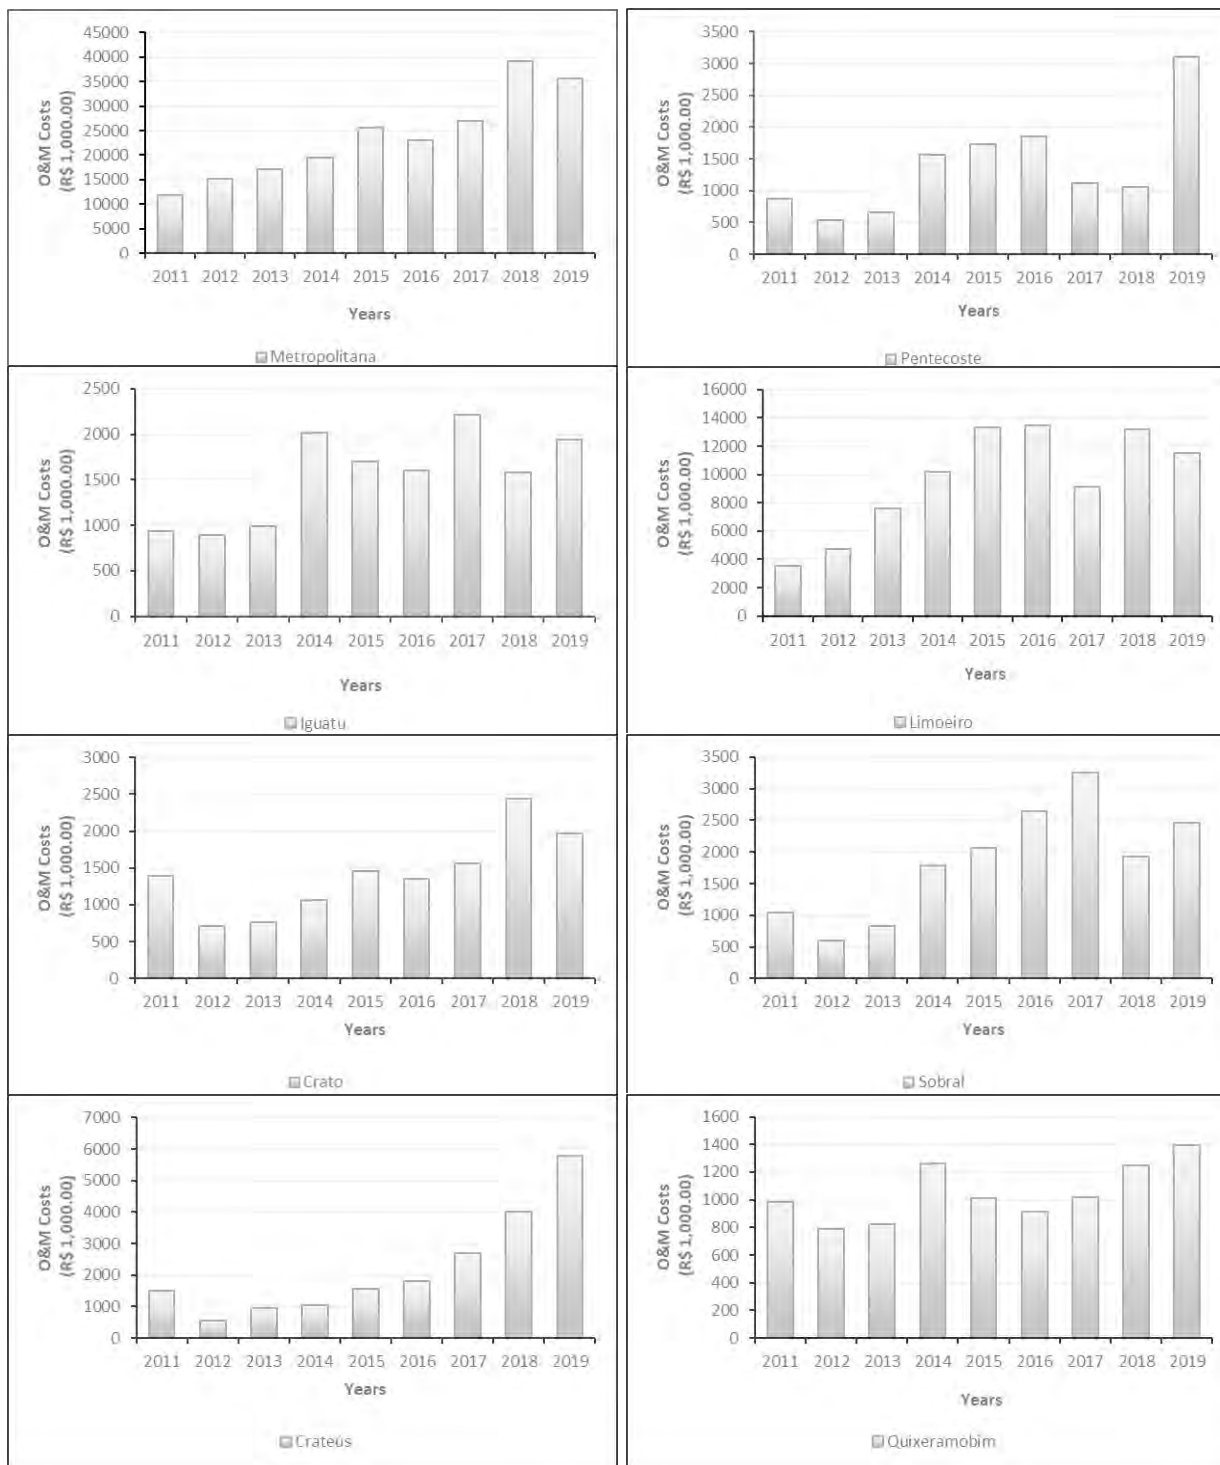 O&M Costs
(R$ 1,000.00)
45000
40000
35000
30000
25000
20000
15000
10000
5000
0
2011 2012 2013 2014 2015 2016 2017 2018 2019
Years
Metropolitana
O&M Costs
(R$ 1,000.00)
3500
3000
2500
2000
1500
1000
500
0
2011 2012 2013 2014 2015 2016 2017 2018 2019
Years
Pentecoste
O&M Costs
(R$ 1,000.00)
2500
2000
1500
1000
500
0
2011 2012 2013 2014 2015 2016 2017 2018 2019
Years
Iguatu
O&M Costs
(R$ 1,000.00)
16000
14000
12000
10000
8000
6000
4000
2000
0
2011 2012 2013 2014 2015 2016 2017 2018 2019
Years
Limoeiro
O&M Costs
(R$ 1,000.00)
3000
2500
2000
1500
1000
500
0
2011 2012 2013 2014 2015 2016 2017 2018 2019
Years
Crato
O&M Costs
(R$ 1,000.00)
3500
3000
2500
2000
1500
1000
500
0
2011 2012 2013 2014 2015 2016 2017 2018 2019
Years
Sobral
O&M Costs
(R$ 1,000.00)
7000
6000
5000
4000
3000
2000
1000
0
2011 2012 2013 2014 2015 2016 2017 2018 2019
Years
Crateús
O&M Costs
(R$ 1,000.00)
1600
1400
1200
1000
800
600
400
200
0
2011 2012 2013 2014 2015 2016 2017 2018 2019
Years
Quixeramobim